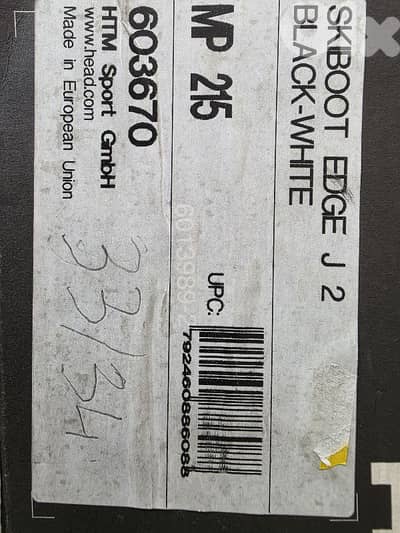 SKIBOOT EDGE J 2
BLACK-WHITE
MP 215
UPC:
792460886088
603670
HTM Sport GmbH
www.head.com
Made in European Union
33/34